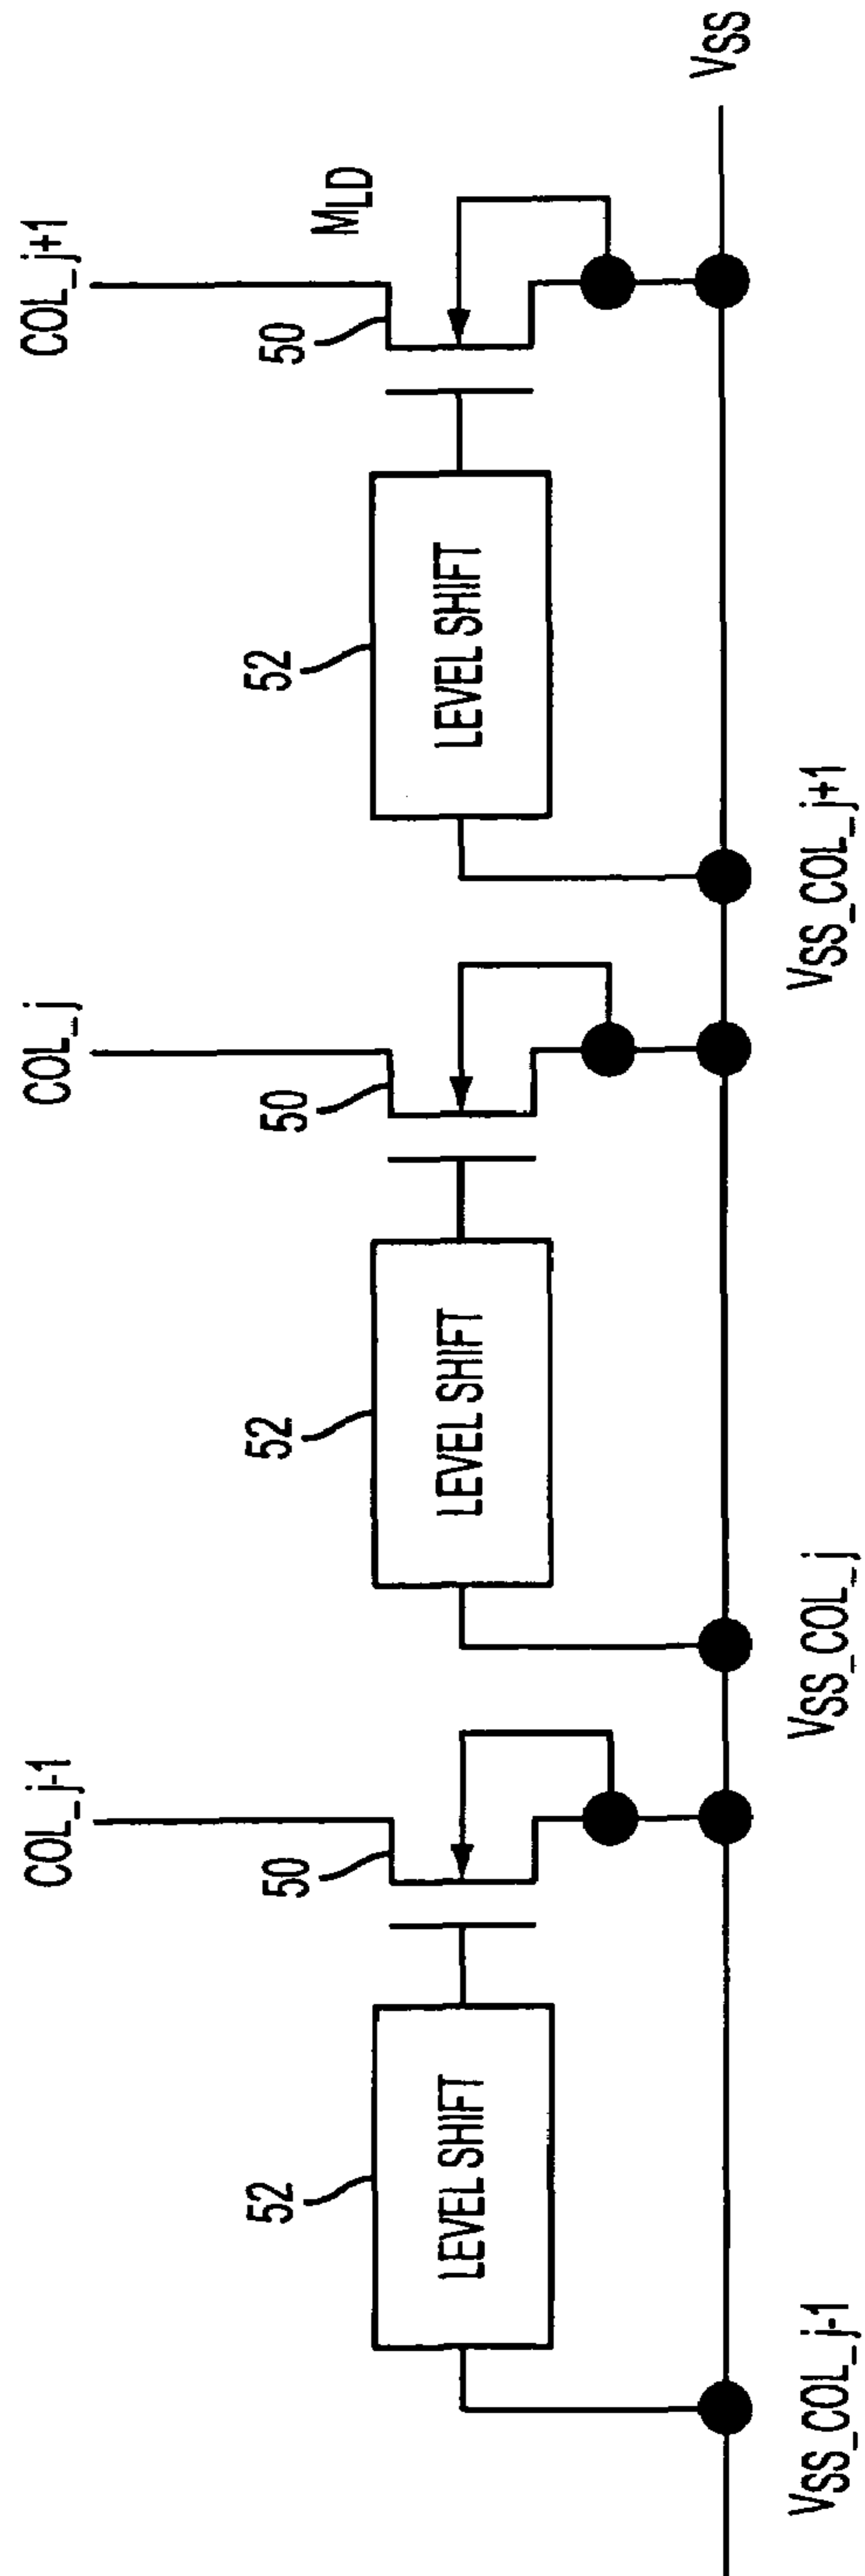 COL_j-1
COL_j
COL_j+1
50
50
50
MLD
52
52
52
LEVEL SHIFT
LEVEL SHIFT
LEVEL SHIFT
VSS
VSS_COL_j-1
VSS_COL_j
VSS_COL_j+1